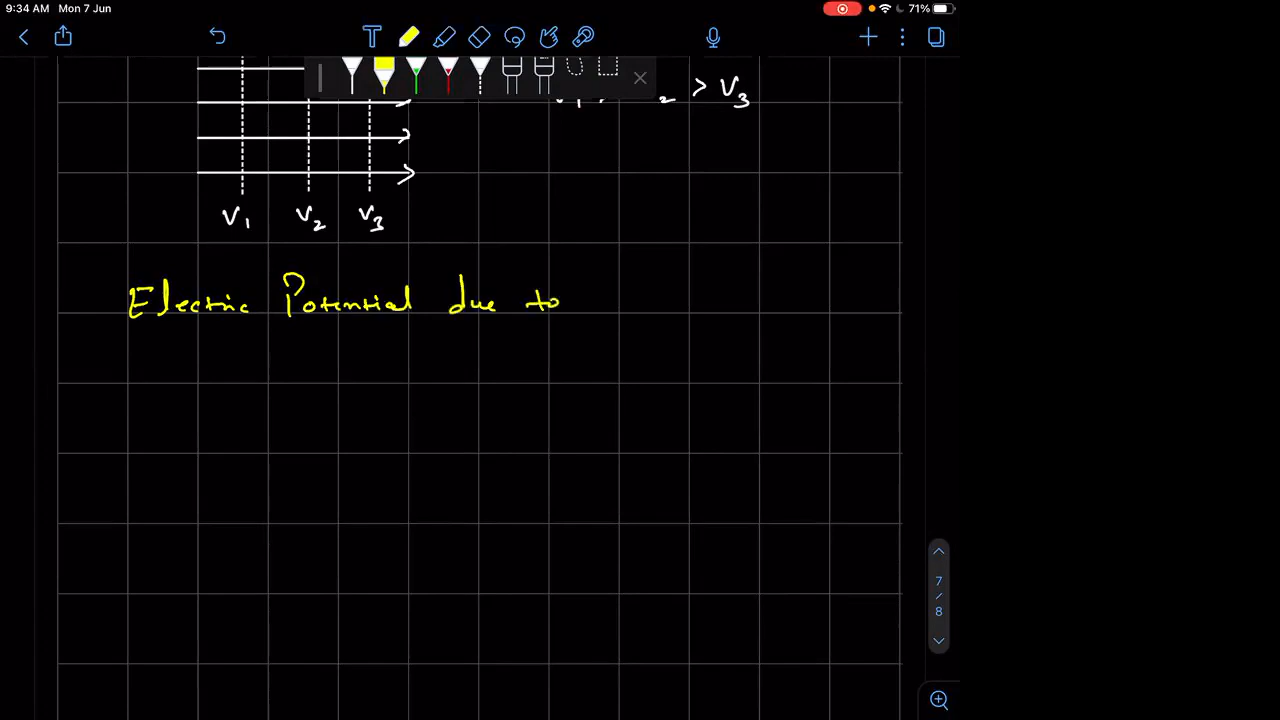 9:34 AM Mon 7 Jun
71%
> V3
V1 V2 V3
Electric Potential due to
7
/
8